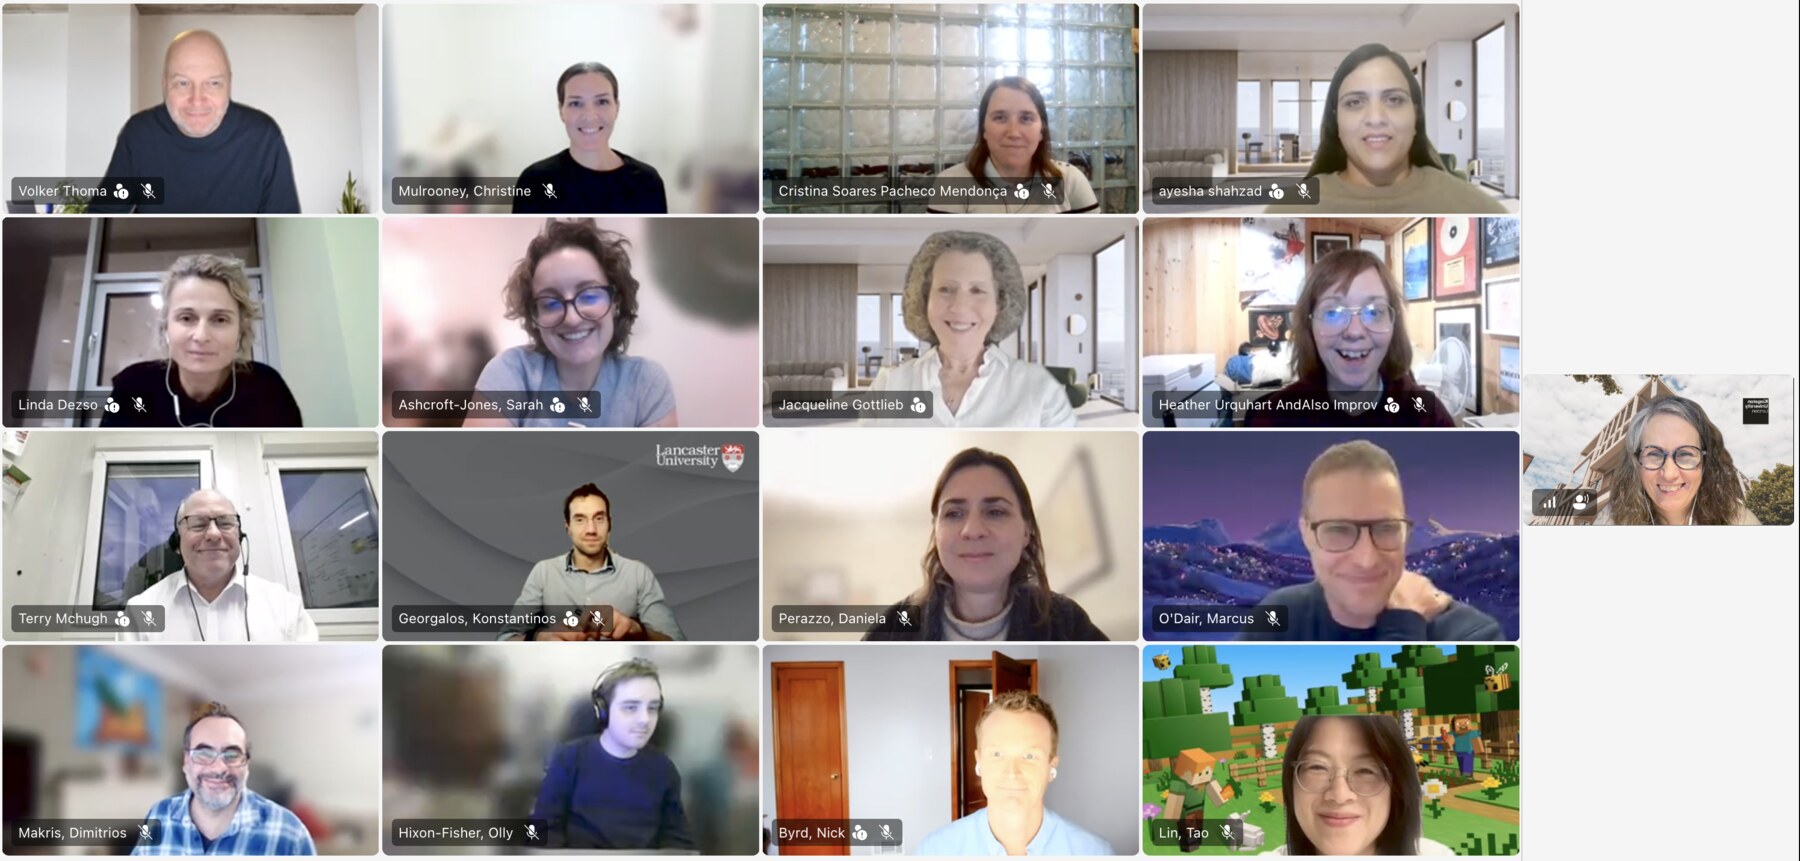 Volker Thoma
Mulrooney, Christine
Cristina Soares Pacheco Mendonça
ayesha shahzad
Linda Dezso
Ashcroft-Jones, Sarah
Jacqueline Gottlieb
Heather Urquhart AndAlso Improv
Terry Mchugh
Lancaster
University
Georgalos, Konstantinos
Perazzo, Daniela
O'Dair, Marcus
Makris, Dimitrios
Hixon-Fisher, Olly
Byrd, Nick
Lin, Tao